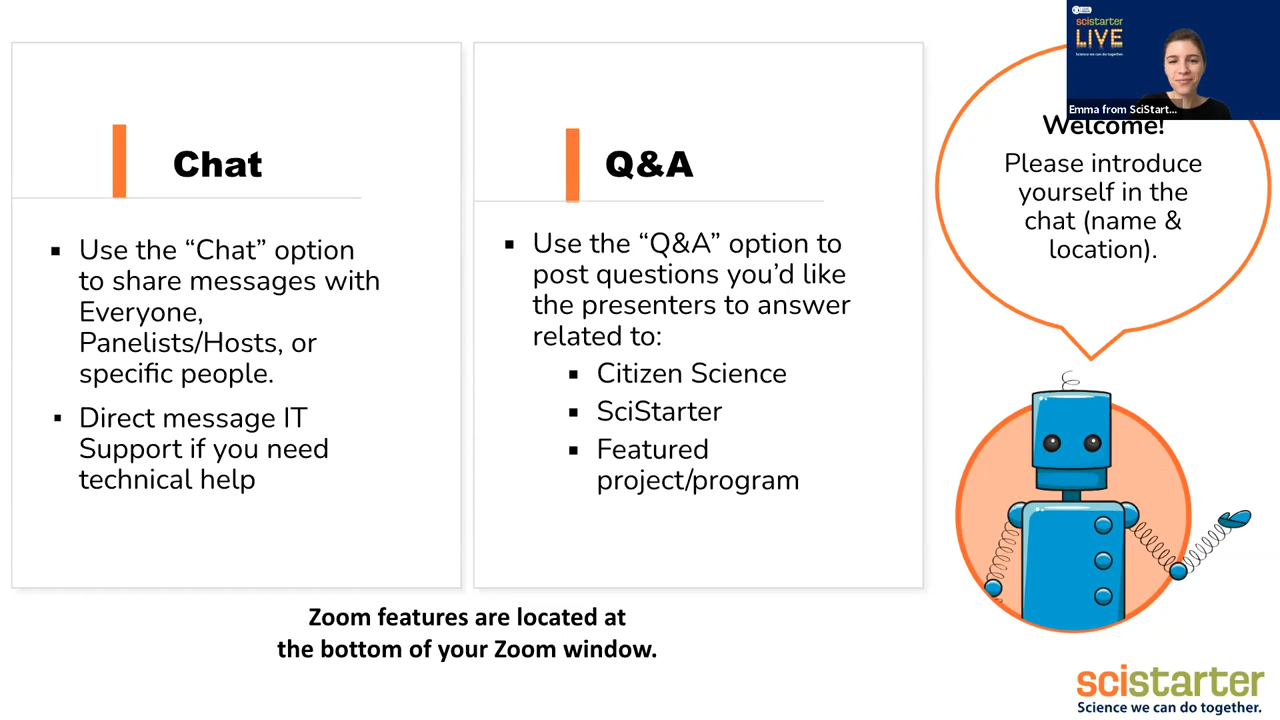 Chat
Use the “Chat” option
to share messages with
Everyone,
Panelists/Hosts, or
specific people.
Direct message IT
Support if you need
technical help
Q&A
Use the “Q&A” option to
post questions you’d like
the presenters to answer
related to:
Citizen Science
SciStarter
Featured
project/program
Zoom features are located at
the bottom of your Zoom window.
scistarter
LIVE
Science we can do together.
Emma from SciStart...
Welcome!
Please introduce
yourself in the
chat (name &
location).
scistarter
Science we can do together.